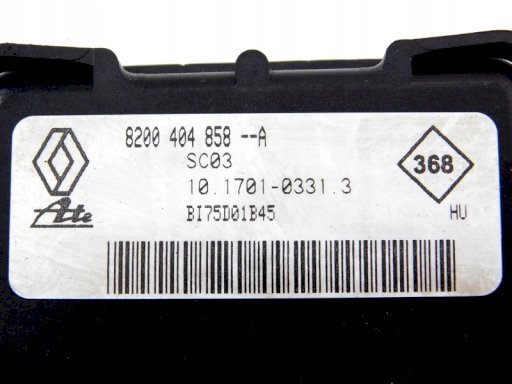 8200 404 858 --A
SC03
10.1701-0331.3
BI75D01B45
368
HU
Ate